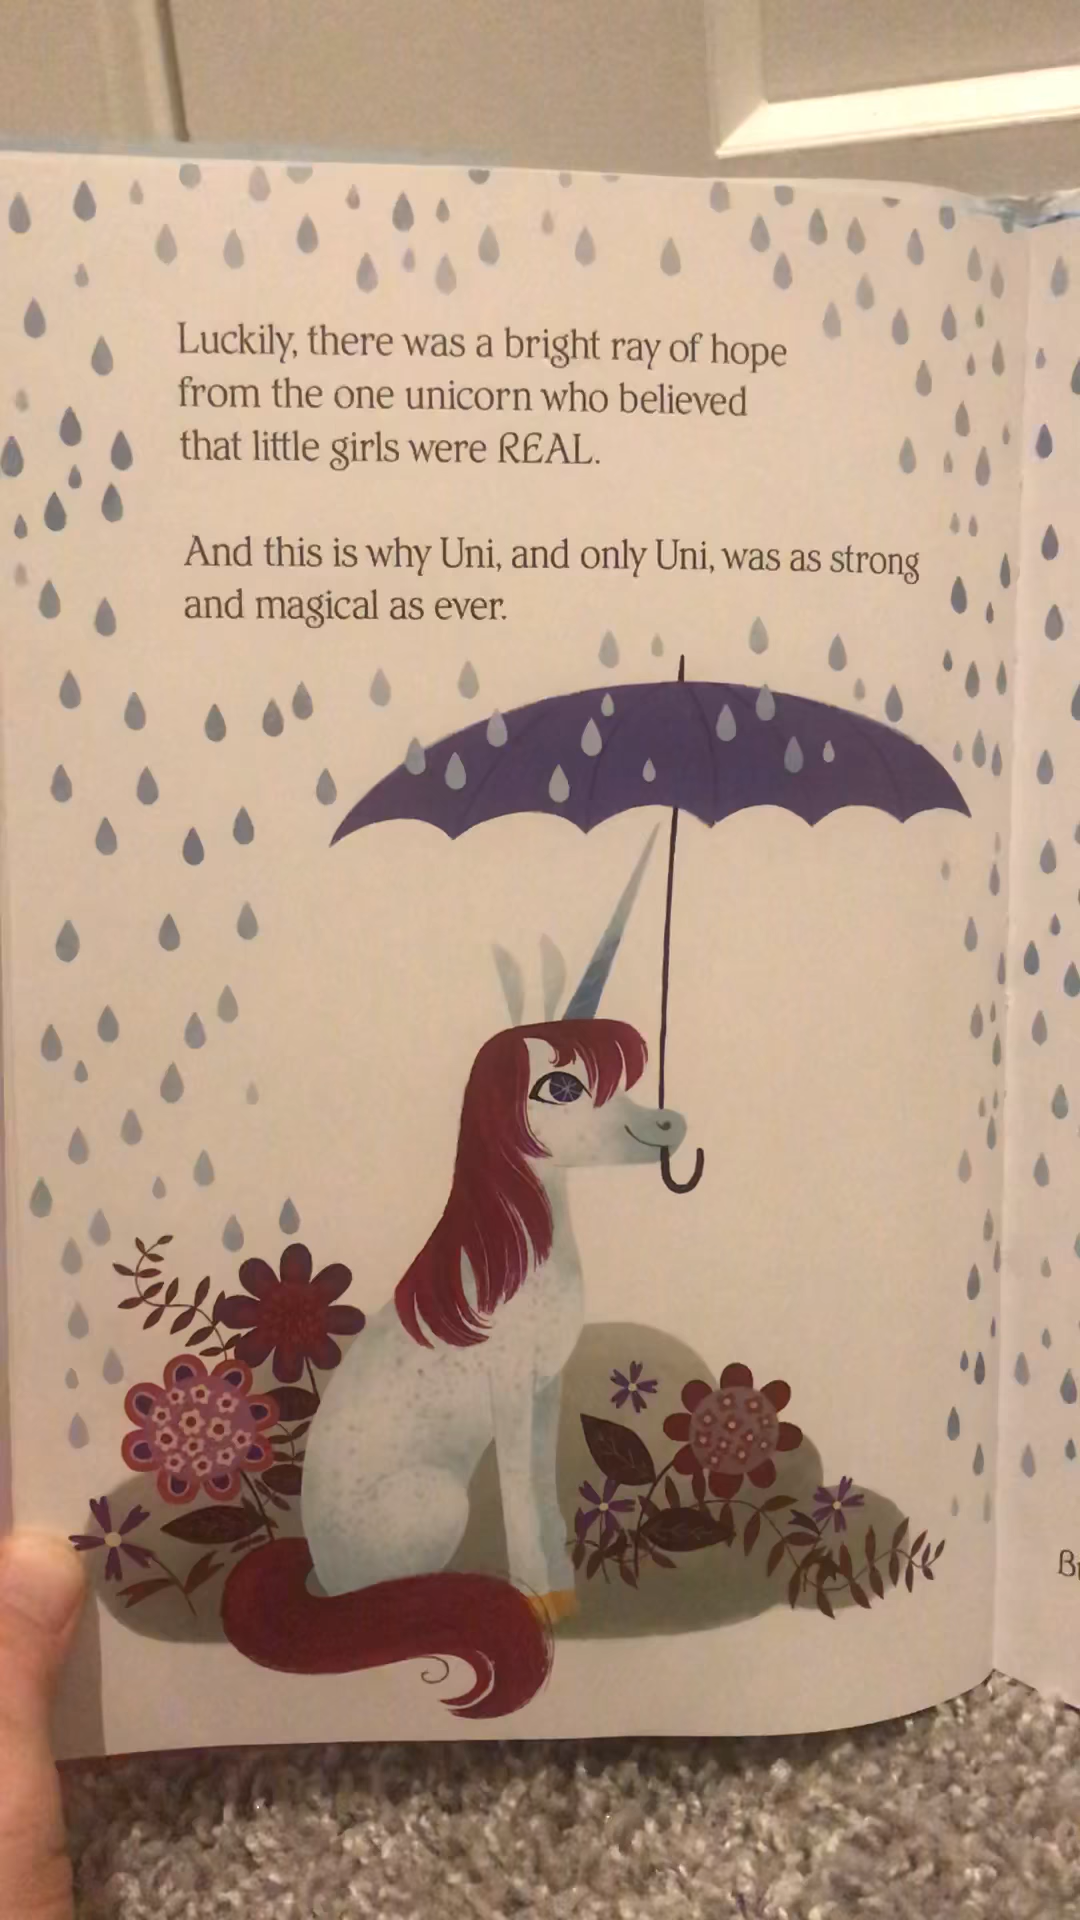 Luckily, there was a bright ray of hope
from the one unicorn who believed
that little girls were REAL.
And this is why Uni, and only Uni, was as strong
and magical as ever.